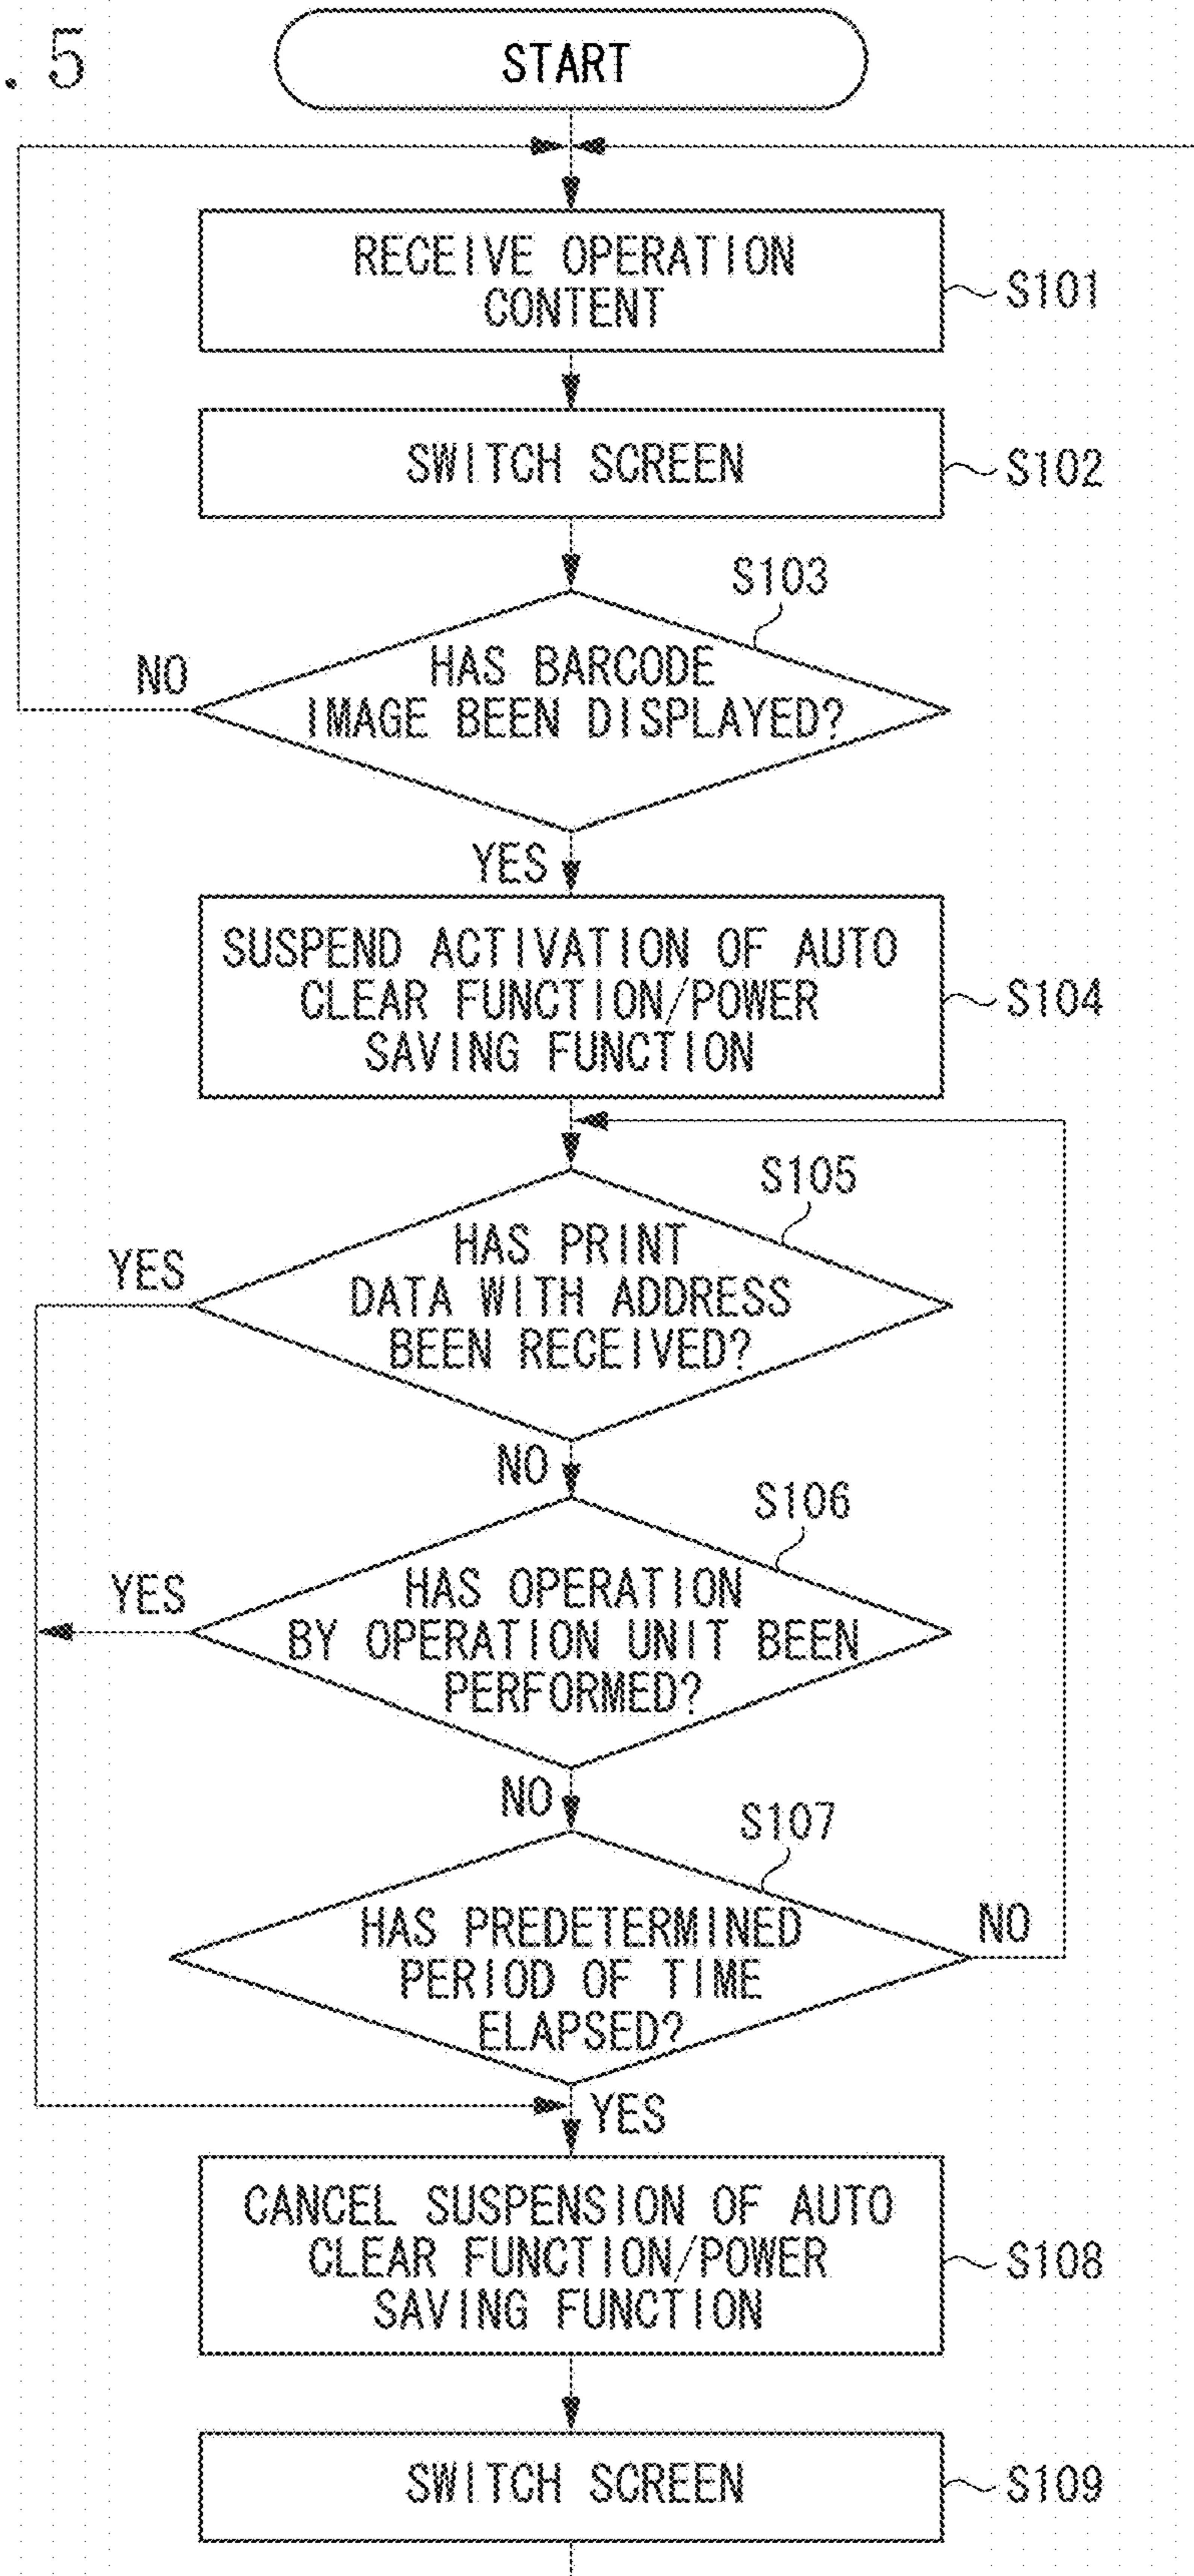 . 5
START
RECEIVE OPERATION
CONTENT
S101
SWITCH SCREEN
S102
S103
HAS BARCODE
IMAGE BEEN DISPLAYED?
NO
YES
SUSPEND ACTIVATION OF AUTO
CLEAR FUNCTION/POWER
SAVING FUNCTION
S104
S105
HAS PRINT
DATA WITH ADDRESS
BEEN RECEIVED?
YES
NO
S106
HAS OPERATION
BY OPERATION UNIT BEEN
PERFORMED?
YES
NO
S107
HAS PREDETERMINED
PERIOD OF TIME
ELAPSED?
NO
YES
CANCEL SUSPENSION OF AUTO
CLEAR FUNCTION/POWER
SAVING FUNCTION
S108
SWITCH SCREEN
S109